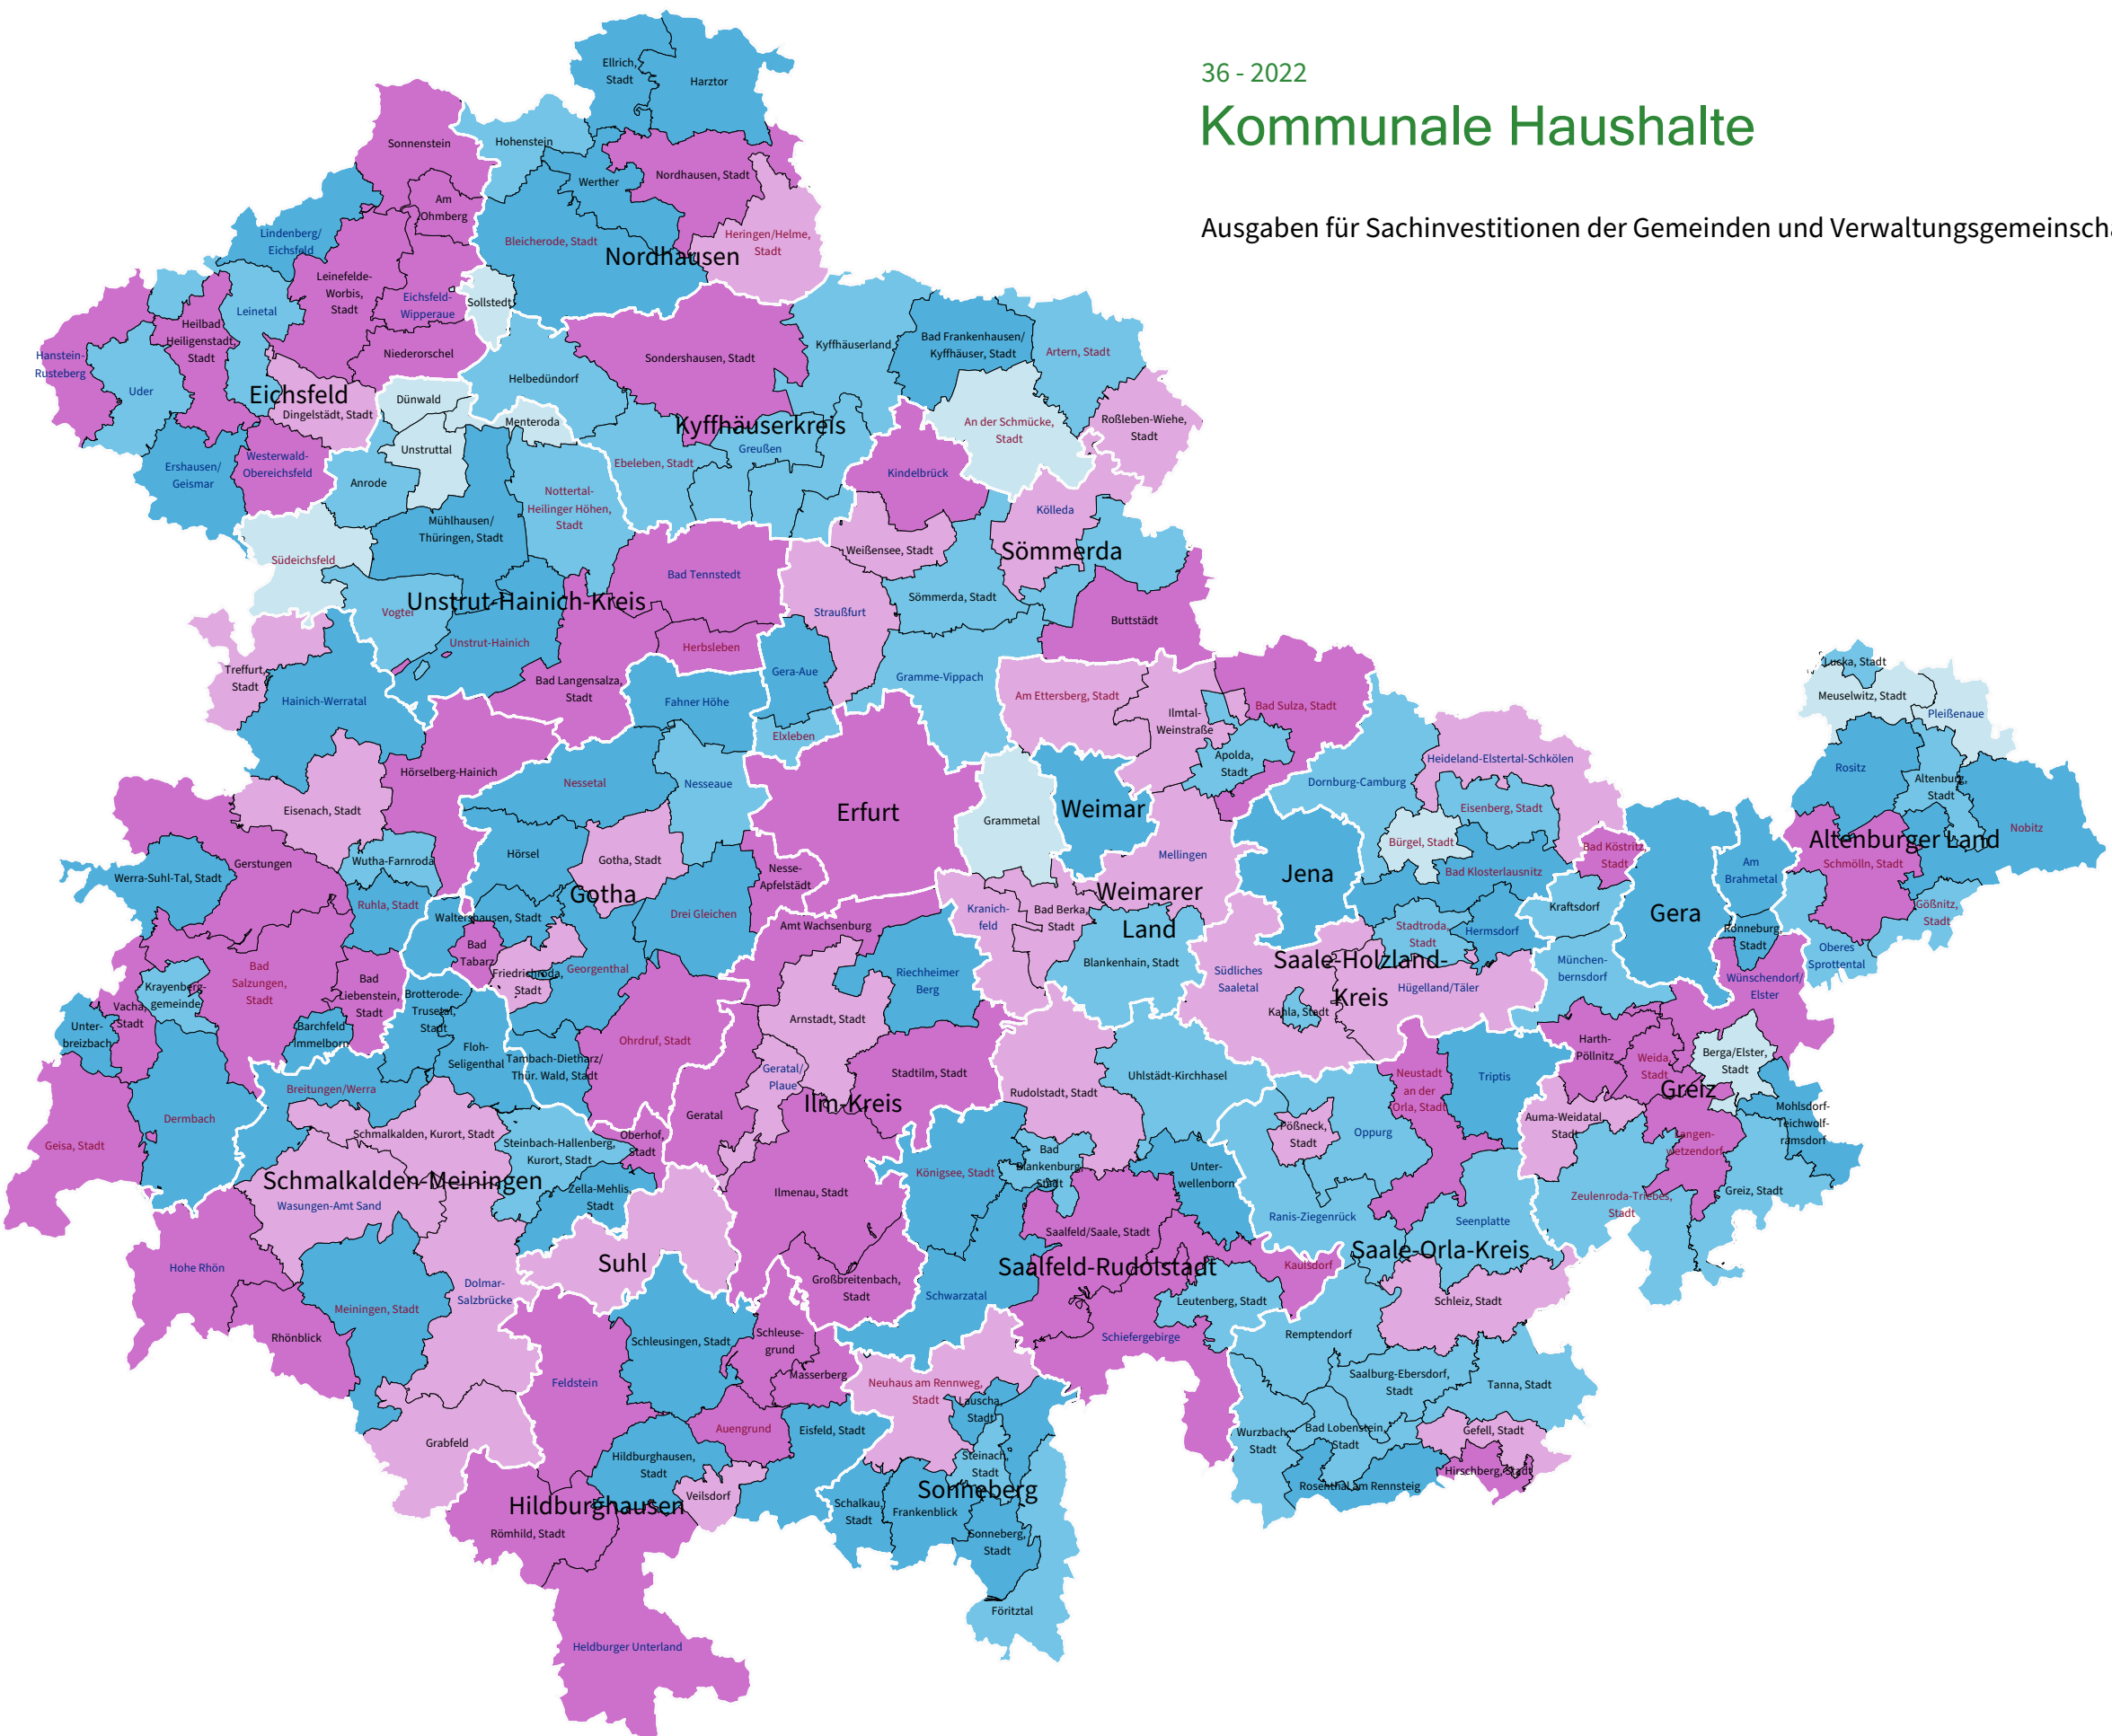 36 - 2022
Kommunale Haushalte
Ausgaben für Sachinvestitionen der Gemeinden und Verwaltungsgemeinscha
Ellrich,
Stadt
Harztor
Sonnenstein
Hohenstein
Werther
Nordhausen, Stadt
Am
Ohmberg
Lindenberg/
Eichsfeld
Bleicherode, Stadt
Heringen/Helme,
Stadt
Nordhausen
Leinefelde-
Worbis,
Stadt
Eichsfeld-
Wipperaue
Sollstedt
Leinetal
Heilbad
Heiligenstadt,
Stadt
Hanstein-
Rusteberg
Niederorschel
Uder
Eichsfeld
Dingelstädt, Stadt
Sondershausen, Stadt
Kyffhäuserland
Bad Frankenhausen/
Kyffhäuser, Stadt
Artern, Stadt
Helbedündorf
Dünwald
Menteroda
Kyffhäuserkreis
An der Schmücke,
Stadt
Roßleben-Wiehe,
Stadt
Unstruttal
Greußen
Ershausen/
Geismar
Westerwald-
Obereichsfeld
Anrode
Ebeleben, Stadt
Kindelbrück
Nottertal-
Heilinger Höhen,
Stadt
Kölleda
Mühlhausen/
Thüringen, Stadt
Weißensee, Stadt
Sömmerda
Südeichsfeld
Bad Tennstedt
Unstrut-Hainich-Kreis
Vogtei
Straußfurt
Sömmerda, Stadt
Buttstädt
Unstrut-Hainich
Herbsleben
Treffurt,
Stadt
Hainich-Werratal
Bad Langensalza,
Stadt
Gera-Aue
Gramme-Vippach
Fahner Höhe
Am Ettersberg, Stadt
Ilmtal-
Weinstraße
Bad Sulza, Stadt
Elxleben
Lucka, Stadt
Meuselwitz, Stadt
Pleißenaue
Hörselberg-Hainich
Nessetal
Nesseaue
Apolda,
Stadt
Heideland-Elstertal-Schkölen
Dornburg-Camburg
Rositz
Altenburg,
Stadt
Eisenach, Stadt
Erfurt
Grammetal
Weimar
Eisenberg, Stadt
Nobitz
Altenburger Land
Wutha-Farnroda
Hörsel
Gotha, Stadt
Mellingen
Bürgel, Stadt
Bad Köstritz,
Stadt
Schmölln, Stadt
Gerstungen
Werra-Suhl-Tal, Stadt
Nesse-
Apfelstädt
Jena
Bad Klosterlausnitz
Am
Brahmetal
Gotha
Weimarer
Land
Ruhla, Stadt
Waltershausen, Stadt
Drei Gleichen
Kranich-
feld
Bad Berka,
Stadt
Kraftsdorf
Gera
Gößnitz,
Stadt
Amt Wachsenburg
Stadtroda,
Stadt
Hermsdorf
Ronneburg,
Stadt
Bad
Tabarz
Friedrichroda,
Stadt
Georgenthal
Riechheimer
Berg
Blankenhain, Stadt
Saale-Holzland-
Kreis
München-
bernsdorf
Oberes
Sprottental
Bad
Salzungen,
Stadt
Bad
Liebenstein,
Stadt
Südliches
Saaletal
Hügelland/Täler
Wünschendorf/
Elster
Krayenberg-
gemeinde
Vacha,
Stadt
Brotterode-
Trusetal,
Stadt
Kahla, Stadt
Unter-
breizbach
Barchfeld
Immelborn
Arnstadt, Stadt
Floh-
Seligenthal
Tambach-Dietharz/
Thür. Wald, Stadt
Ohrdruf, Stadt
Harth-
Pöllnitz
Weida,
Stadt
Berga/Elster,
Stadt
Geratal/
Plaue
Stadtilm, Stadt
Uhlstädt-Kirchhasel
Neustadt
an der
Orla, Stadt
Triptis
Greiz
Breitungen/Werra
Rudolstadt, Stadt
Ilm-Kreis
Geratal
Dermbach
Geisa, Stadt
Auma-Weidatal,
Stadt
Mohlsdorf-
Teichwolf-
ramsdorf
Schmalkalden, Kurort, Stadt
Steinbach-Hallenberg,
Kurort, Stadt
Oberhof,
Stadt
Pößneck,
Stadt
Oppurg
Langen-
wetzendorf
Bad
Blankenburg,
Stadt
Königsee, Stadt
Unter-
wellenborn
Schmalkalden-Meiningen
Wasungen-Amt Sand
Zella-Mehlis,
Stadt
Ilmenau, Stadt
Zeulenroda-Triebes,
Stadt
Greiz, Stadt
Ranis-Ziegenrück
Seenplatte
Saalfeld/Saale, Stadt
Saale-Orla-Kreis
Hohe Rhön
Suhl
Saalfeld-Rudolstadt
Kaulsdorf
Dolmar-
Salzbrücke
Großbreitenbach,
Stadt
Schwarzatal
Leutenberg, Stadt
Schleiz, Stadt
Meiningen, Stadt
Rhönblick
Schleusingen, Stadt
Schleuse-
grund
Schiefergebirge
Remptendorf
Masserberg
Feldstein
Neuhaus am Rennweg,
Stadt
Saalburg-Ebersdorf,
Stadt
Tanna, Stadt
Lauscha,
Stadt
Auengrund
Eisfeld, Stadt
Wurzbach,
Stadt
Bad Lobenstein,
Stadt
Gefell, Stadt
Grabfeld
Hildburghausen,
Stadt
Steinach,
Stadt
Hirschberg, Stadt
Rosenthal am Rennsteig
Veilsdorf
Sonneberg
Hildburghausen
Schalkau,
Stadt
Frankenblick
Römhild, Stadt
Sonneberg,
Stadt
Föritztal
Heldburger Unterland